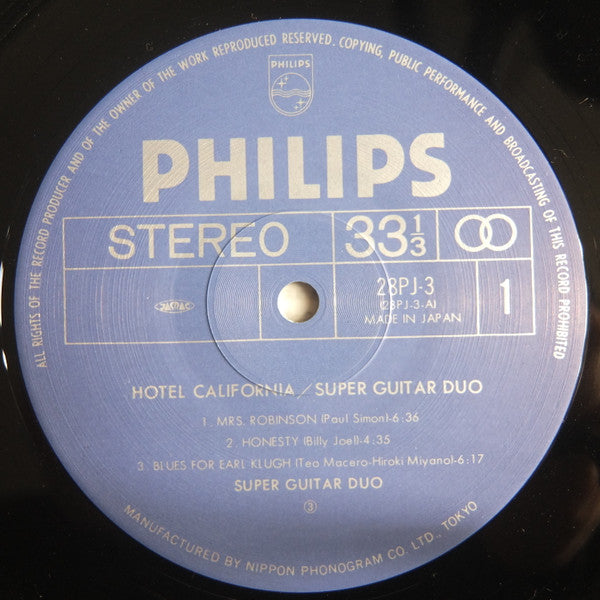 ALL RIGHTS OF THE RECORD PRODUCER AND OF THE OWNER OF THE WORK REPRODUCED RESERVED. COPYING, PUBLIC PERFORMANCE AND BROADCASTING OF THIS RECORD PROHIBITED
PHILIPS
PHILIPS
STEREO 33 1/3
JASRAC 28PJ-3 1
(28PJ-3-A)
MADE IN JAPAN
HOTEL CALIFORNIA / SUPER GUITAR DUO
1. MRS. ROBINSON (Paul Simon)-6:36
2. HONESTY (Billy Joel)-4:35
3. BLUES FOR EARL KLUGH (Teo Macero-Hiroki Miyano)-6:17
SUPER GUITAR DUO
③
MANUFACTURED BY NIPPON PHONOGRAM CO. LTD., TOKYO